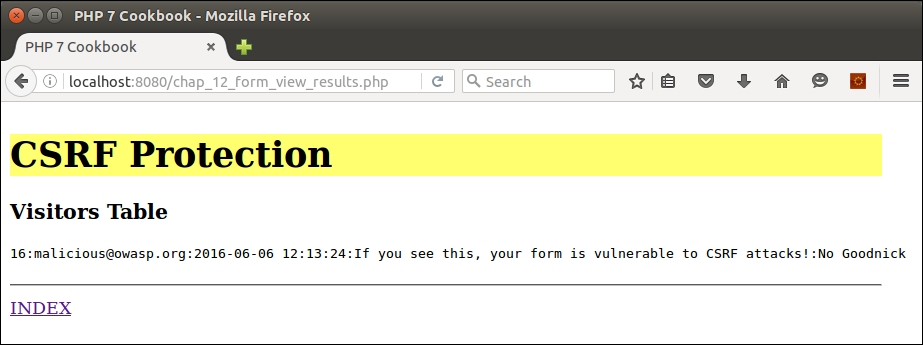 PHP 7 Cookbook - Mozilla Firefox
PHP 7 Cookbook
localhost:8080/chap_12_form_view_results.php
Search
CSRF Protection
Visitors Table
16:malicious@owasp.org:2016-06-06 12:13:24:If you see this, your form is vulnerable to CSRF attacks!:No Goodnick
INDEX